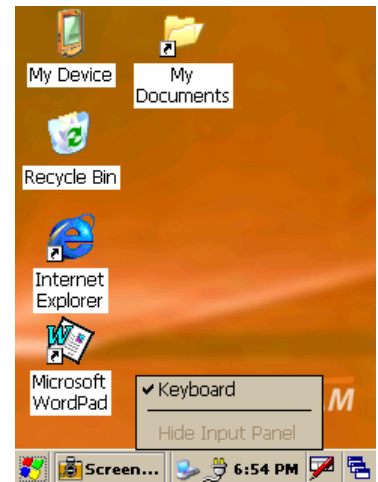 My Device
My
Documents
Recycle Bin
Internet
Explorer
Microsoft
WordPad
Keyboard
M
Hide Input Panel
Screen...
6:54 PM